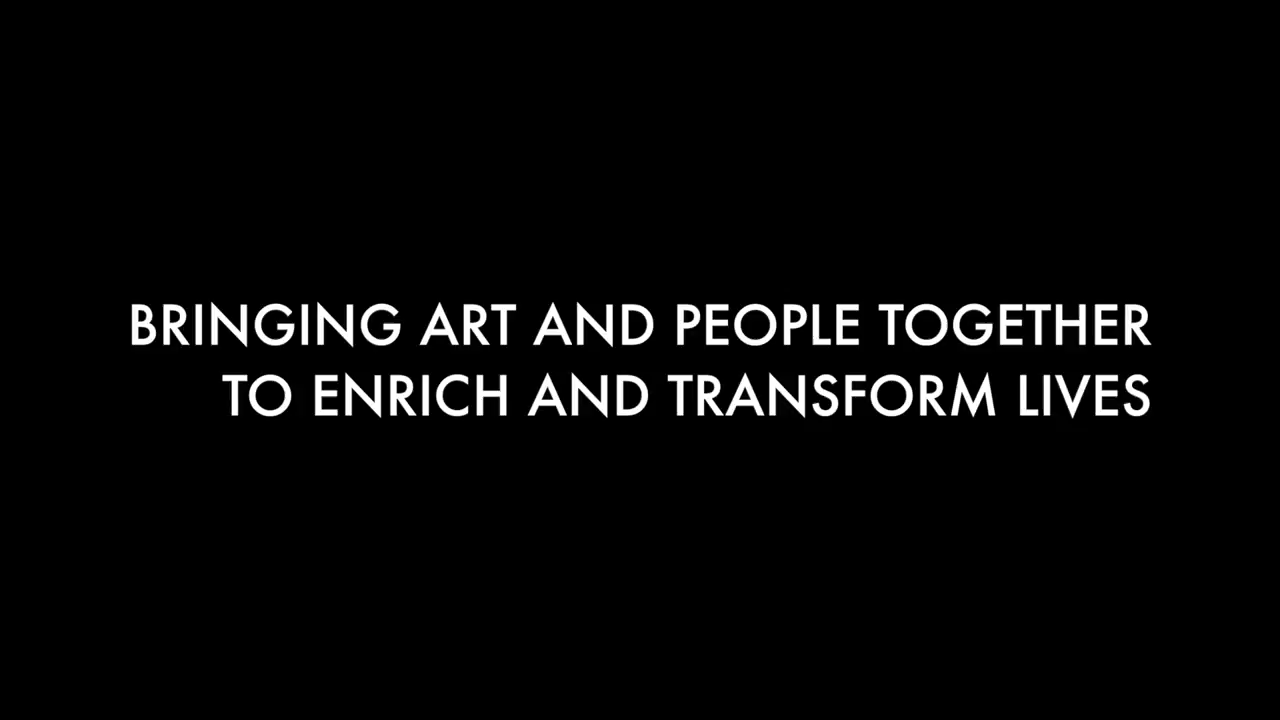 BRINGING ART AND PEOPLE TOGETHER
TO ENRICH AND TRANSFORM LIVES